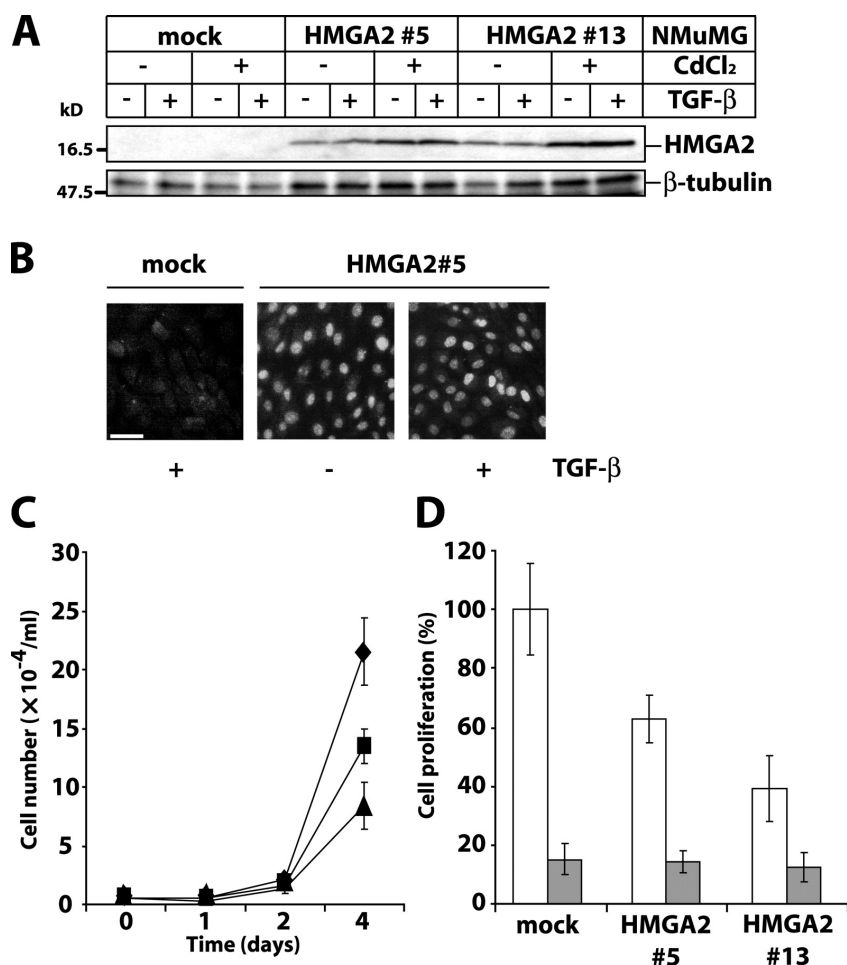 A
mock HMGA2 #5 HMGA2 #13 NMuMG
- + - + - + CdCl₂
- + - + - + - + - + - + TGF-β
kD
16.5 HMGA2
47.5 β-tubulin
B
mock HMGA2#5
+ - + TGF-β
C
Cell number (×10⁻⁴/ml)
30
25
20
15
10
5
0
0 1 2 4
Time (days)
D
Cell proliferation (%)
120
100
80
60
40
20
0
mock HMGA2 HMGA2
#5 #13